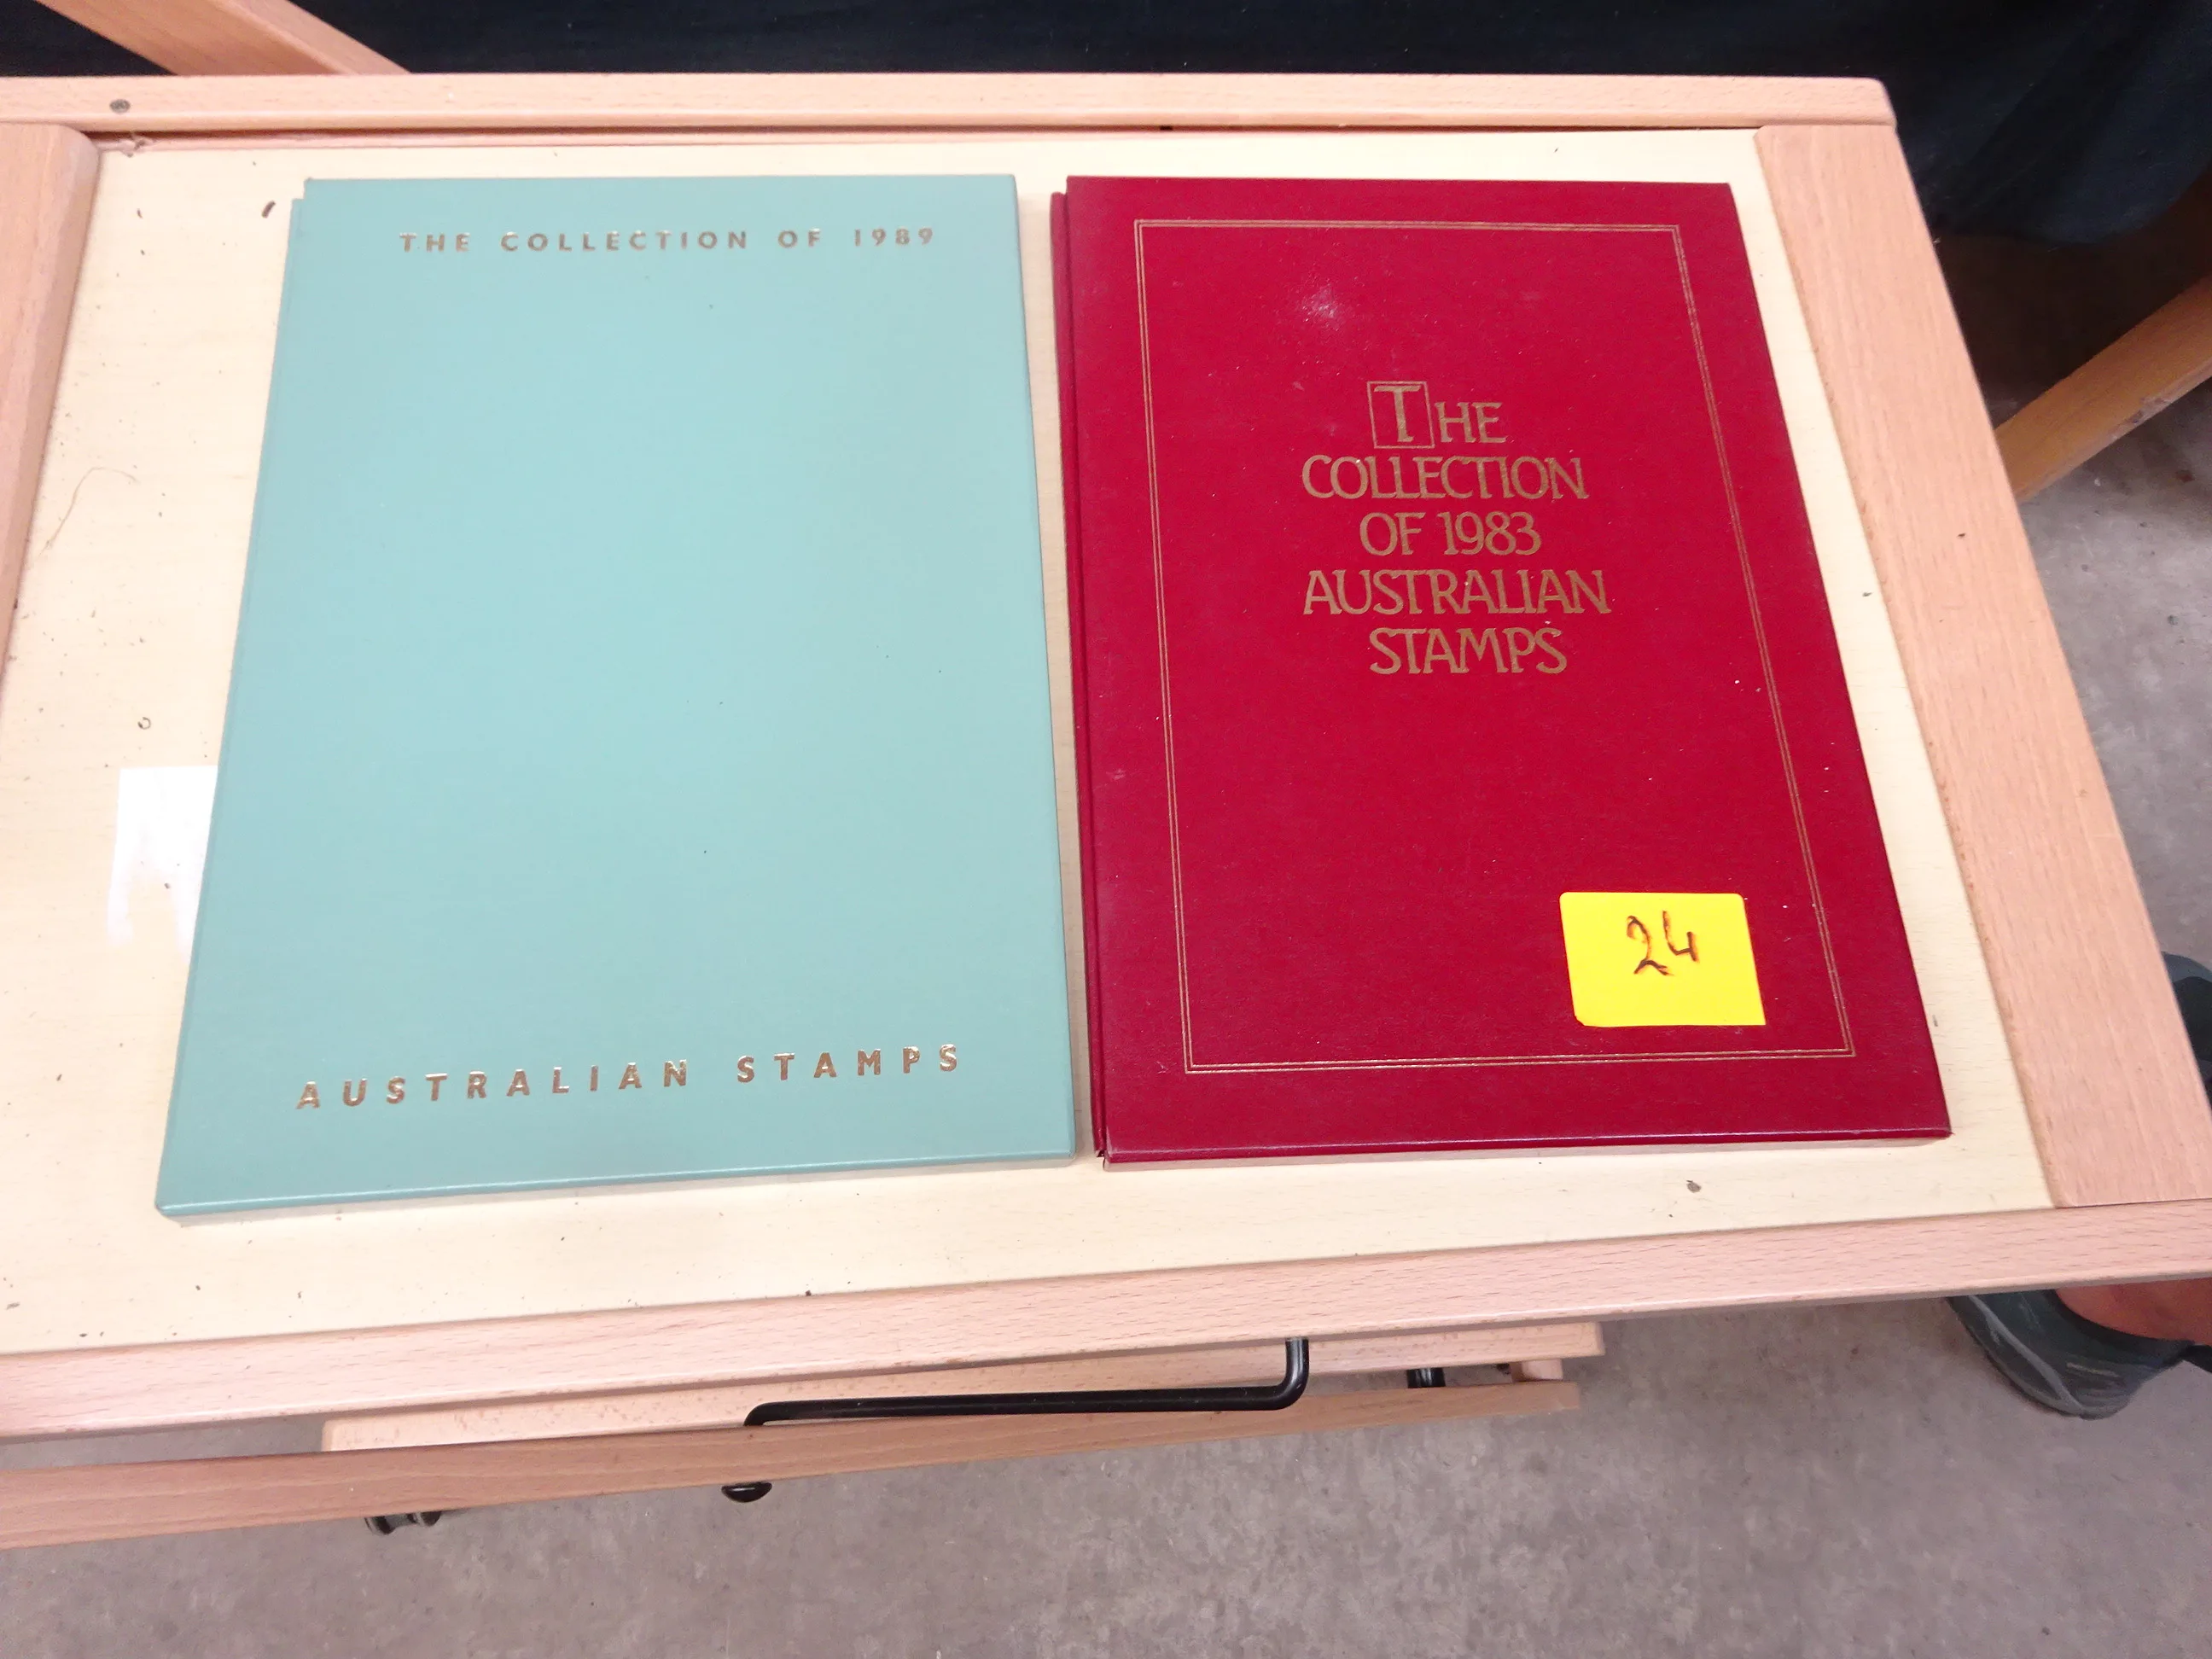 THE COLLECTION OF 1989
AUSTRALIAN STAMPS
THE
COLLECTION
OF 1983
AUSTRALIAN
STAMPS
24